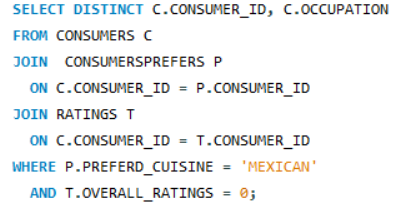 SELECT DISTINCT C.CONSUMER_ID, C.OCCUPATION
FROM CONSUMERS C
JOIN  CONSUMERSPREFERS P
  ON C.CONSUMER_ID = P.CONSUMER_ID
JOIN RATINGS T
  ON C.CONSUMER_ID = T.CONSUMER_ID
WHERE P.PREFERD_CUISINE = 'MEXICAN'
  AND T.OVERALL_RATINGS = 0;